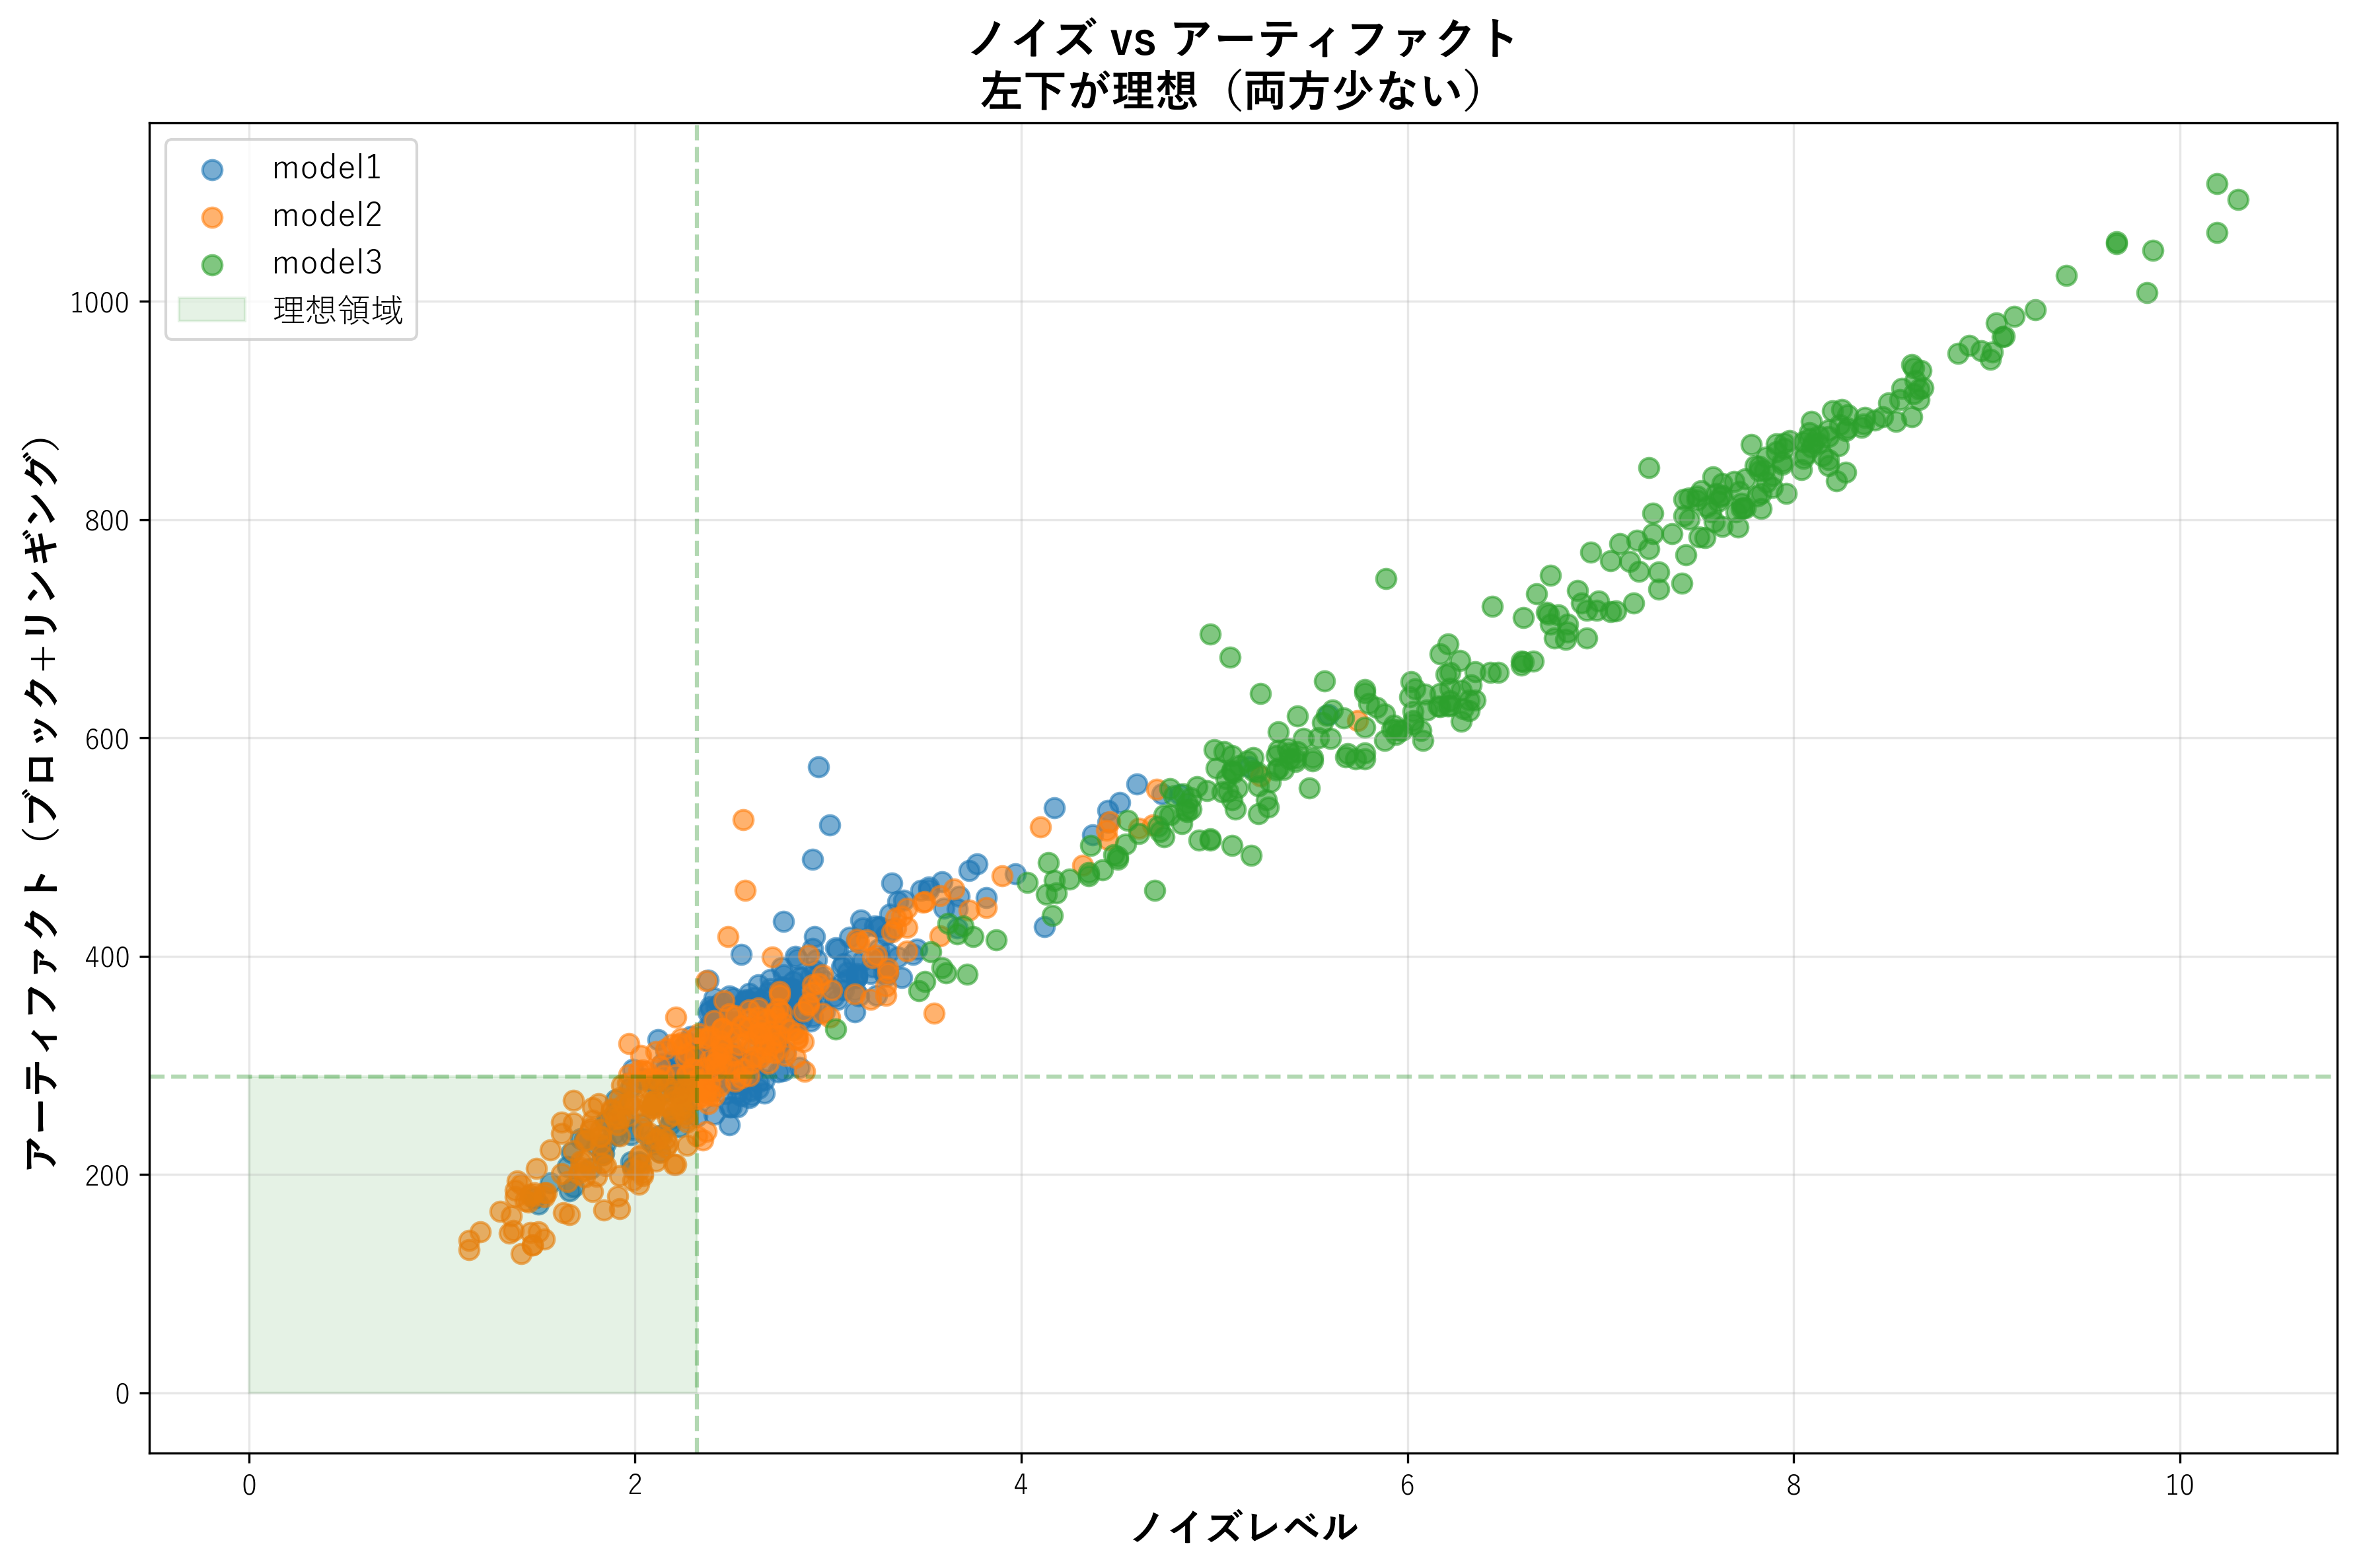 ノイズ vs アーティファクト
左下が理想（両方少ない）
model1
model2
model3
理想領域
アーティファクト（ブロック+リンギング）
1000
800
600
400
200
0
0
2
4
6
8
10
ノイズレベル